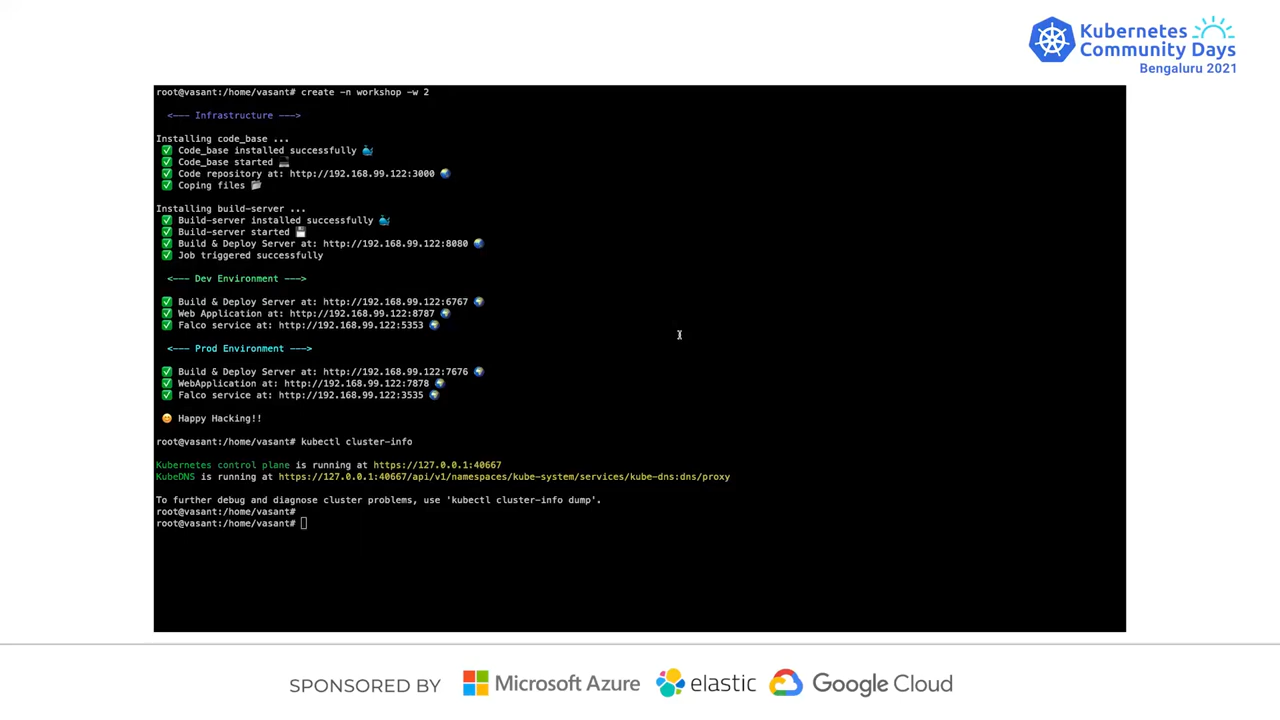 Kubernetes
Community Days
Bengaluru 2021
root@vasant:/home/vasant# create -n workshop -w 2
<--- Infrastructure --->
Installing code_base ...
Code_base installed successfully
Code_base started
Code repository at: http://192.168.99.122:3000
Coping files
Installing build-server ...
Build-server installed successfully
Build-server started
Build & Deploy Server at: http://192.168.99.122:8080
Job triggered successfully
<--- Dev Environment --->
Build & Deploy Server at: http://192.168.99.122:6767
Web Application at: http://192.168.99.122:8787
Falco service at: http://192.168.99.122:5353
<--- Prod Environment --->
Build & Deploy Server at: http://192.168.99.122:7676
WebApplication at: http://192.168.99.122:7878
Falco service at: http://192.168.99.122:3535
Happy Hacking!!
root@vasant:/home/vasant# kubectl cluster-info
Kubernetes control plane is running at https://127.0.0.1:40667
KubeDNS is running at https://127.0.0.1:40667/api/v1/namespaces/kube-system/services/kube-dns:dns/proxy
To further debug and diagnose cluster problems, use 'kubectl cluster-info dump'.
root@vasant:/home/vasant#
root@vasant:/home/vasant#
SPONSORED BY Microsoft Azure elastic Google Cloud